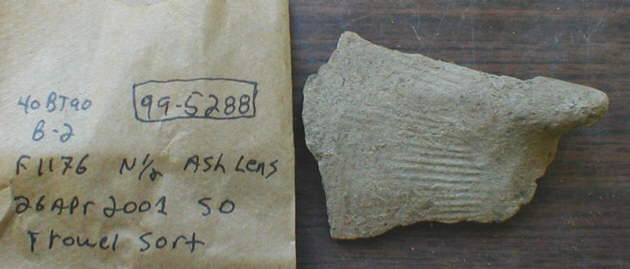 40BT90 99-5288
B-2
F1176 N1/2 Ash Lens
26Apr2001 SO
Trowel Sort